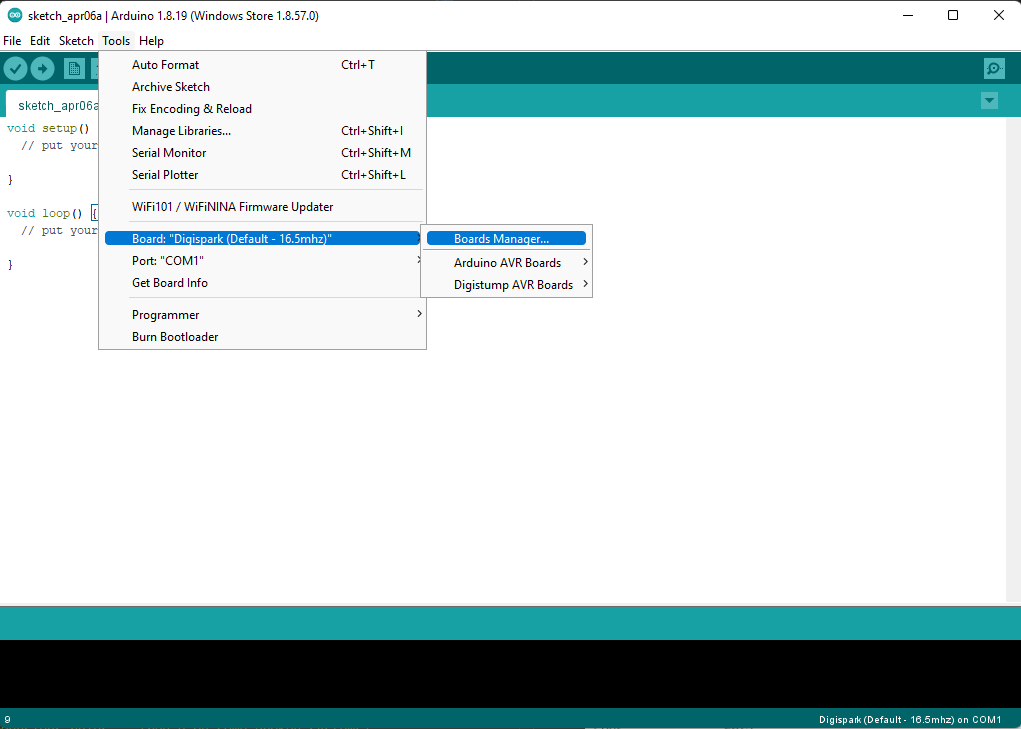 sketch_apr06a | Arduino 1.8.19 (Windows Store 1.8.57.0)
File Edit Sketch Tools Help
Auto Format Ctrl+T
Archive Sketch
Fix Encoding & Reload
Manage Libraries... Ctrl+Shift+I
Serial Monitor Ctrl+Shift+M
Serial Plotter Ctrl+Shift+L
WiFi101 / WiFiNINA Firmware Updater
Board: "Digispark (Default - 16.5mhz)"
Port: "COM1"
Get Board Info
Programmer
Burn Bootloader
Boards Manager...
Arduino AVR Boards
Digistump AVR Boards
sketch_apr06a
void setup()
// put your
}
void loop() {
// put your
}
9
Digispark (Default - 16.5mhz) on COM1